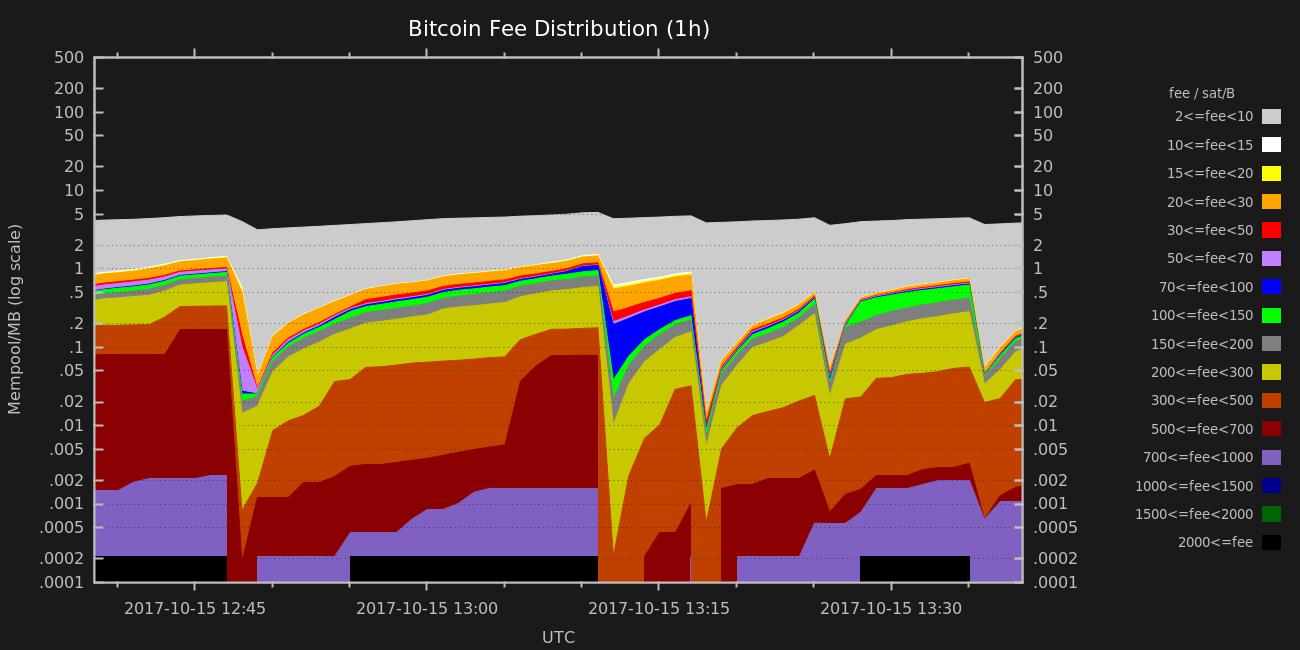 Bitcoin Fee Distribution (1h)
500
200
100
50
20
10
5
2
1
.5
.2
.1
.05
.02
.01
.005
.002
.001
.0005
.0002
.0001
Mempool/MB (log scale)
500
200
100
50
20
10
5
2
1
.5
.2
.1
.05
.02
.01
.005
.002
.001
.0005
.0002
.0001
2017-10-15 12:45
2017-10-15 13:00
2017-10-15 13:15
2017-10-15 13:30
UTC
fee / sat/B
2<=fee<10
10<=fee<15
15<=fee<20
20<=fee<30
30<=fee<50
50<=fee<70
70<=fee<100
100<=fee<150
150<=fee<200
200<=fee<300
300<=fee<500
500<=fee<700
700<=fee<1000
1000<=fee<1500
1500<=fee<2000
2000<=fee